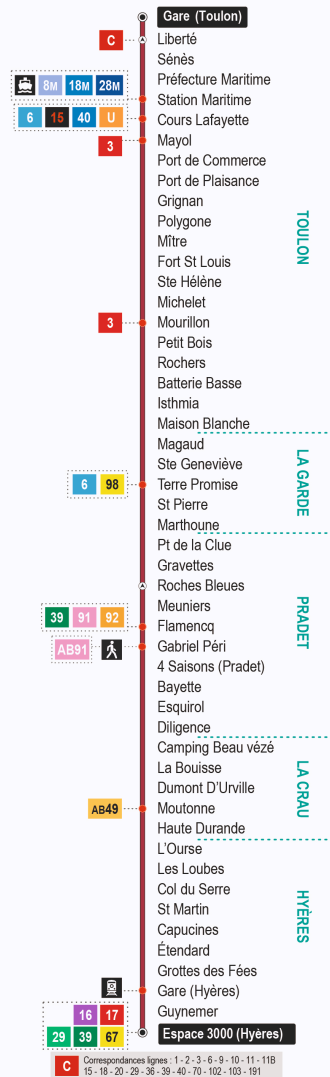 Gare (Toulon)
C Liberté
Sénès
Préfecture Maritime
8M 18M 28M Station Maritime
6 15 40 U Cours Lafayette
3 Mayol
Port de Commerce
Port de Plaisance
Grignan
Polygone
Mître
Fort St Louis
Ste Hélène
Michelet
3 Mourillon
Petit Bois
Rochers
Batterie Basse
Isthmia
Maison Blanche
TOULON
Magaud
Ste Geneviève
6 98 Terre Promise
St Pierre
Marthoune
LA GARDE
Pt de la Clue
Gravettes
Roches Bleues
Meuniers
39 91 92 Flamencq
AB91 Gabriel Péri
4 Saisons (Pradet)
Bayette
Esquirol
Diligence
PRADET
Camping Beau vézé
La Bouisse
Dumont D'Urville
AB49 Moutonne
Haute Durande
LA CRAU
L'Ourse
Les Loubes
Col du Serre
St Martin
Capucines
Étendard
Grottes des Fées
Gare (Hyères)
16 17 Guynemer
29 39 67 Espace 3000 (Hyères)
HYÈRES
C Correspondances lignes : 1 - 2 - 3 - 6 - 9 - 10 - 11 - 11B
15 - 18 - 20 - 29 - 36 - 39 - 40 - 70 - 102 - 103 - 191